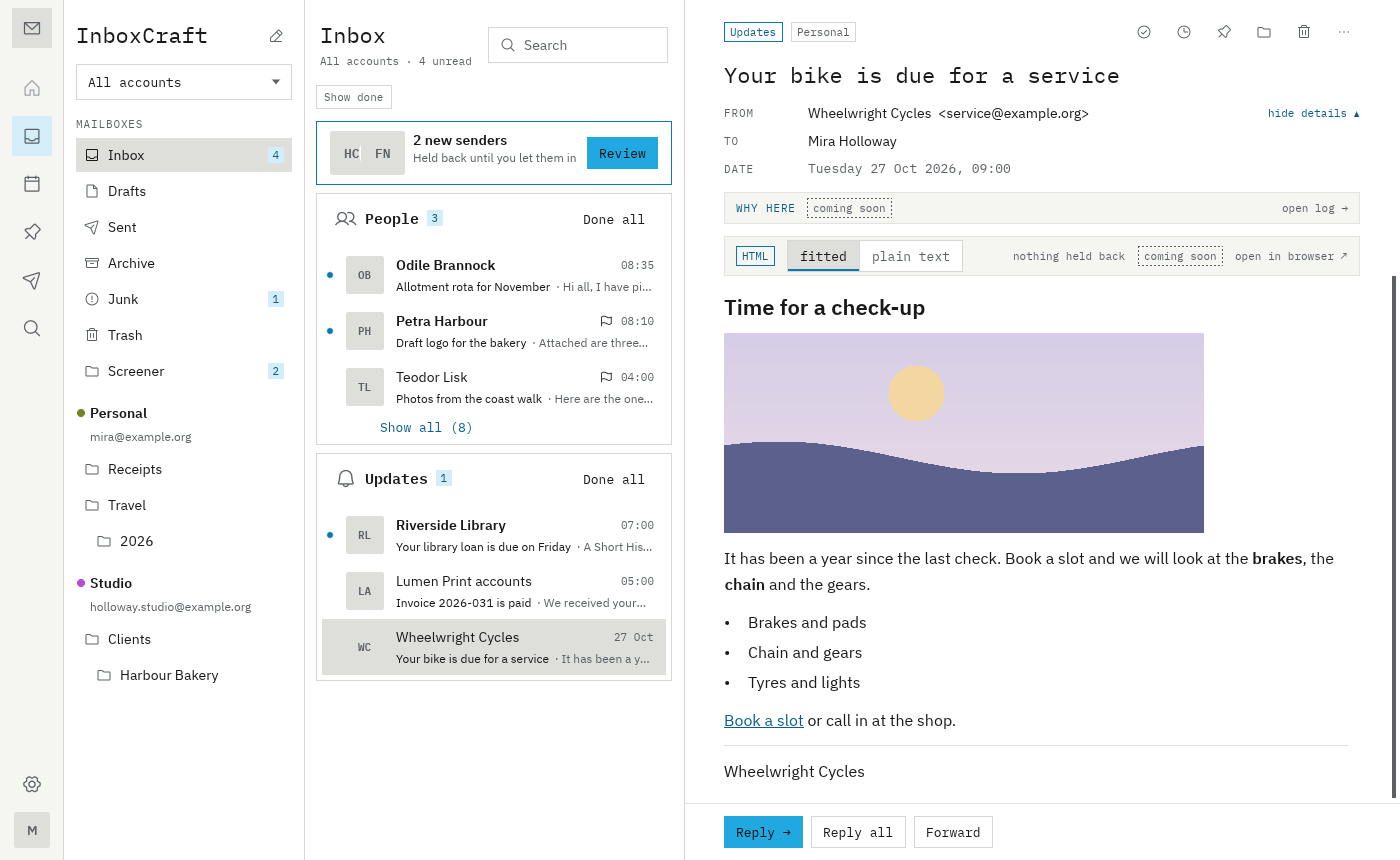 InboxCraft
All accounts
MAILBOXES
Inbox 4
Drafts
Sent
Archive
Junk 1
Trash
Screener 2
Personal
mira@example.org
Receipts
Travel
2026
Studio
holloway.studio@example.org
Clients
Harbour Bakery
M
Inbox
All accounts · 4 unread
Search
Show done
HC FN
2 new senders
Held back until you let them in
Review
People 3 Done all
OB Odile Brannock 08:35
Allotment rota for November · Hi all, I have pi…
PH Petra Harbour 08:10
Draft logo for the bakery · Attached are three…
TL Teodor Lisk 04:00
Photos from the coast walk · Here are the one…
Show all (8)
Updates 1 Done all
RL Riverside Library 07:00
Your library loan is due on Friday · A Short His…
LA Lumen Print accounts 05:00
Invoice 2026-031 is paid · We received your…
WC Wheelwright Cycles 27 Oct
Your bike is due for a service · It has been a y…
Updates Personal
Your bike is due for a service
FROM Wheelwright Cycles <service@example.org> hide details ▴
TO Mira Holloway
DATE Tuesday 27 Oct 2026, 09:00
WHY HERE coming soon open log →
HTML fitted plain text nothing held back coming soon open in browser ↗
Time for a check-up
It has been a year since the last check. Book a slot and we will look at the brakes, the
chain and the gears.
• Brakes and pads
• Chain and gears
• Tyres and lights
Book a slot or call in at the shop.
Wheelwright Cycles
Reply → Reply all Forward